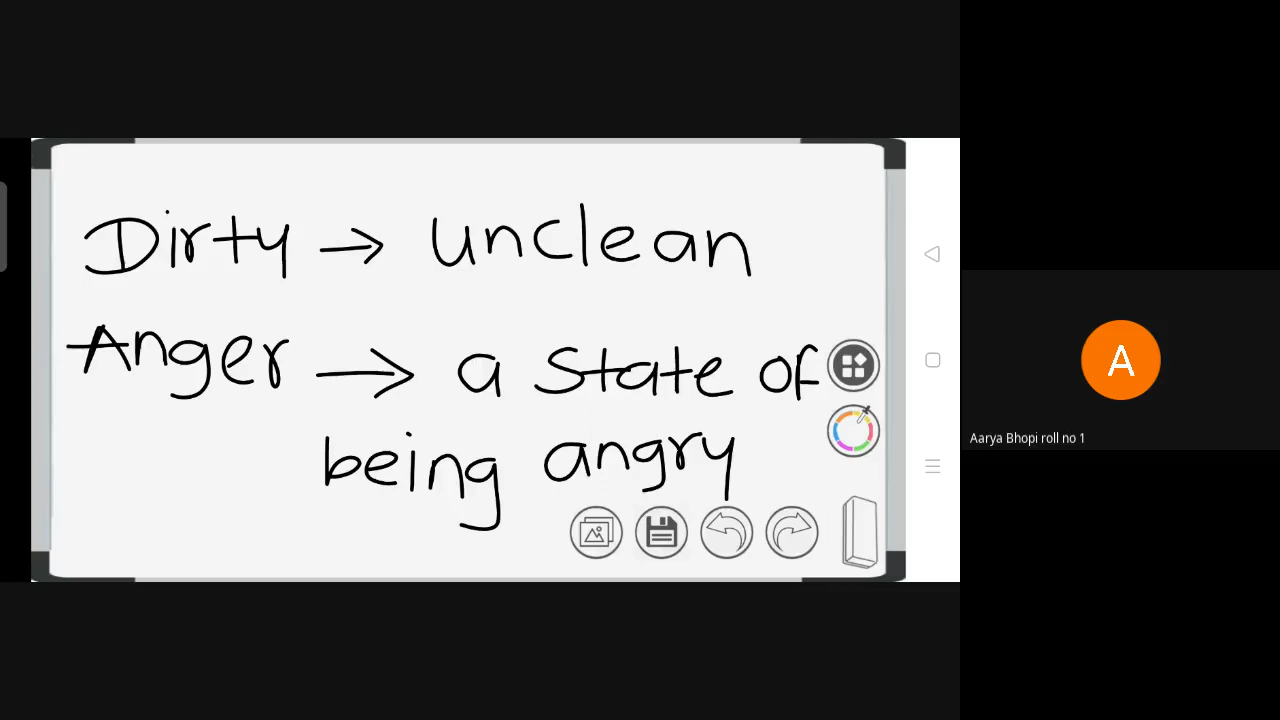 Dirty → unclean
Anger → a State of
being angry
A
Aarya Bhopi roll no 1